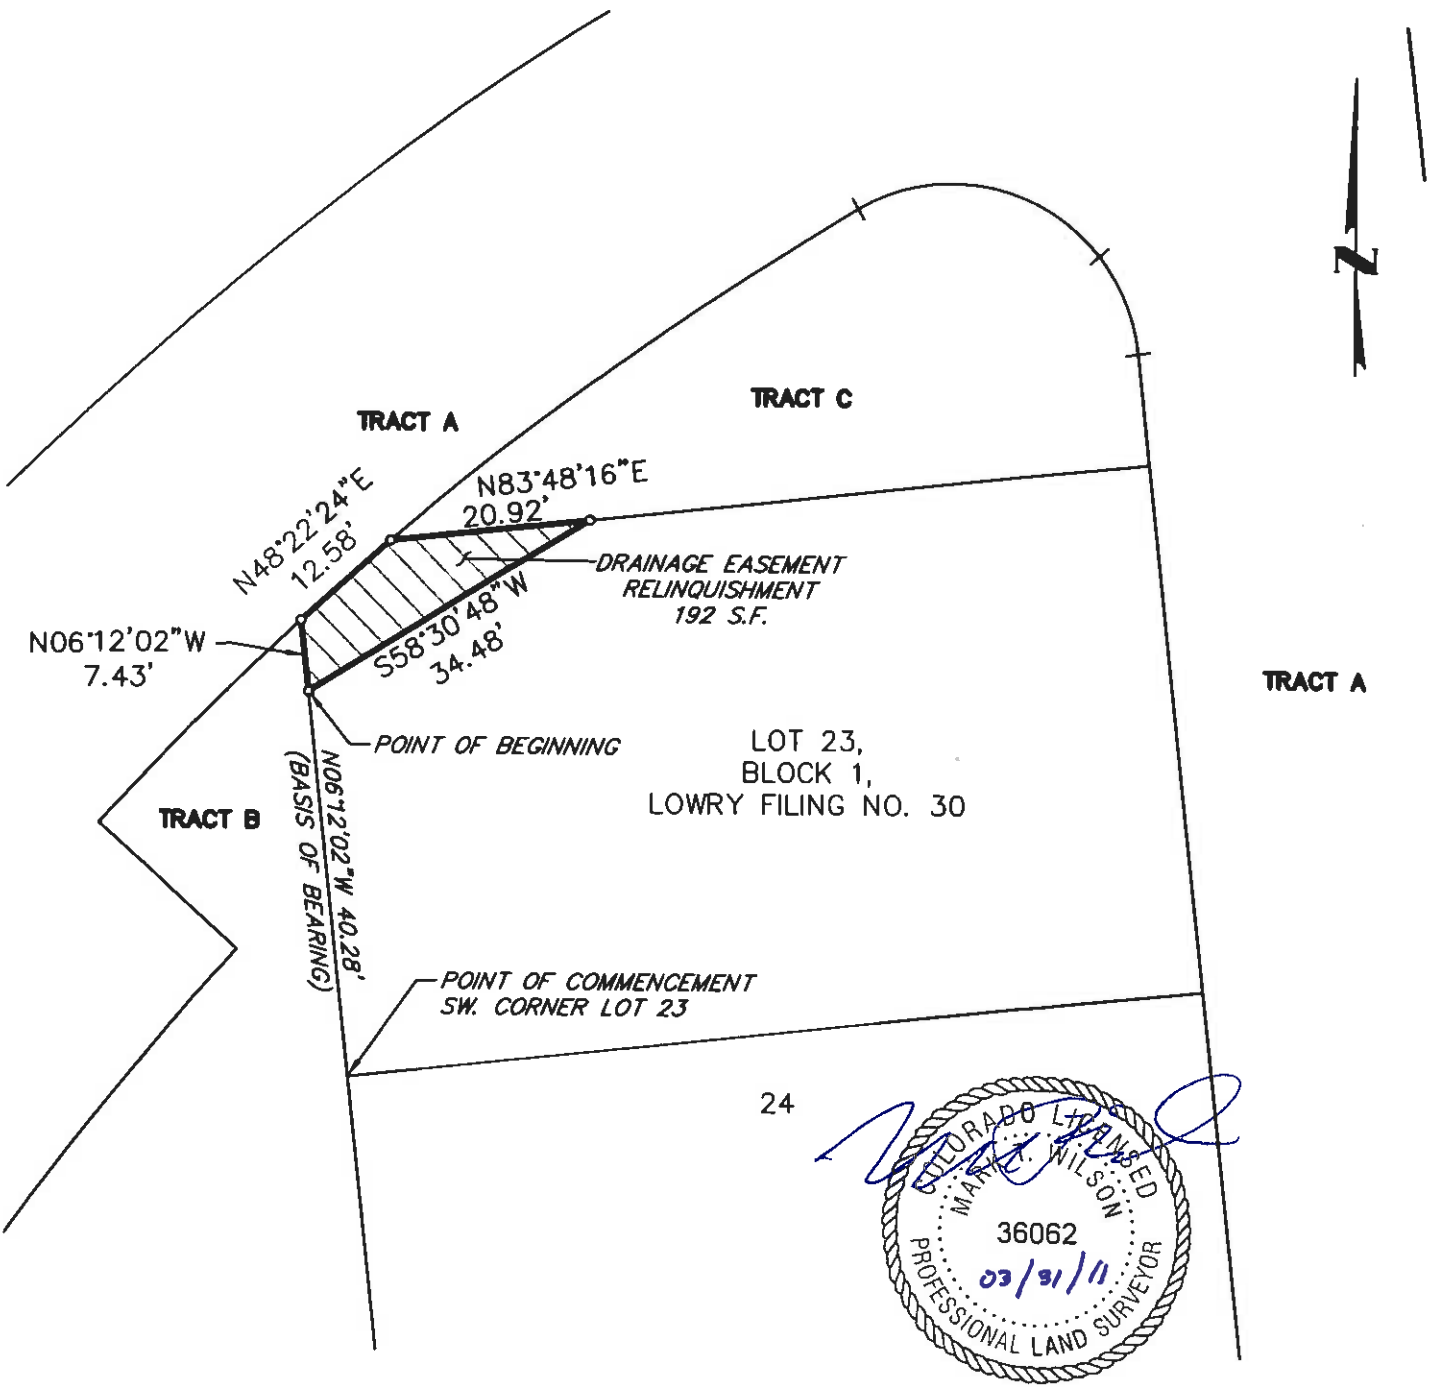 N
TRACT C
TRACT A
N83°48'16"E
20.92'
N48°22'24"E
12.58'
DRAINAGE EASEMENT
RELINQUISHMENT
192 S.F.
N06°12'02"W
7.43'
S58°30'48"W
34.48'
TRACT A
POINT OF BEGINNING
LOT 23,
BLOCK 1,
LOWRY FILING NO. 30
TRACT B
N06°12'02"W 40.28'
(BASIS OF BEARING)
POINT OF COMMENCEMENT
SW. CORNER LOT 23
24
COLORADO LICENSED
MARK T. WILSON
36062
03/31/11
PROFESSIONAL LAND SURVEYOR